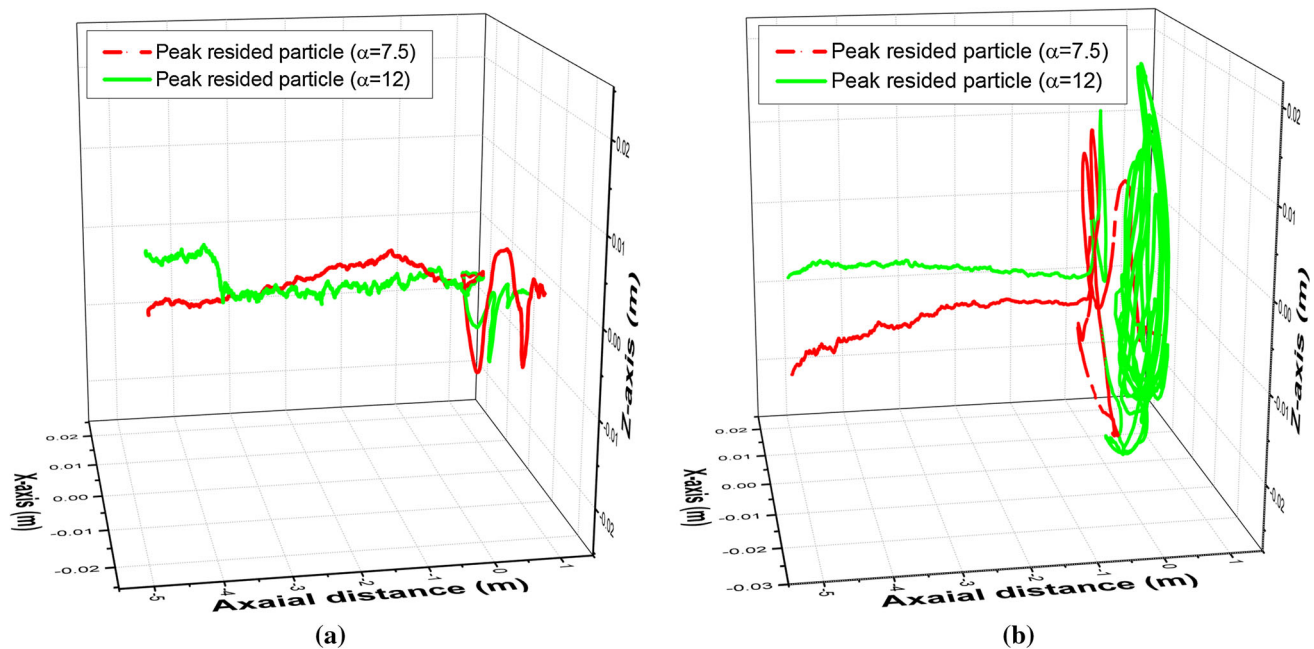 Peak resided particle (α=7.5)
Peak resided particle (α=12)
0.02
0.01
0.00
-0.01
-0.02
Z-axis (m)
0.02
0.01
0.00
-0.01
-0.02
X-axis (m)
-5
-4
-3
-2
-1
0
1
Axaial distance (m)
(a)
Peak resided particle (α=7.5)
Peak resided particle (α=12)
0.02
0.01
0.00
-0.01
-0.02
Z-axis (m)
0.02
0.01
0.00
-0.01
-0.02
-0.03
X-axis (m)
-5
-4
-3
-2
-1
0
1
Axaial distance (m)
(b)